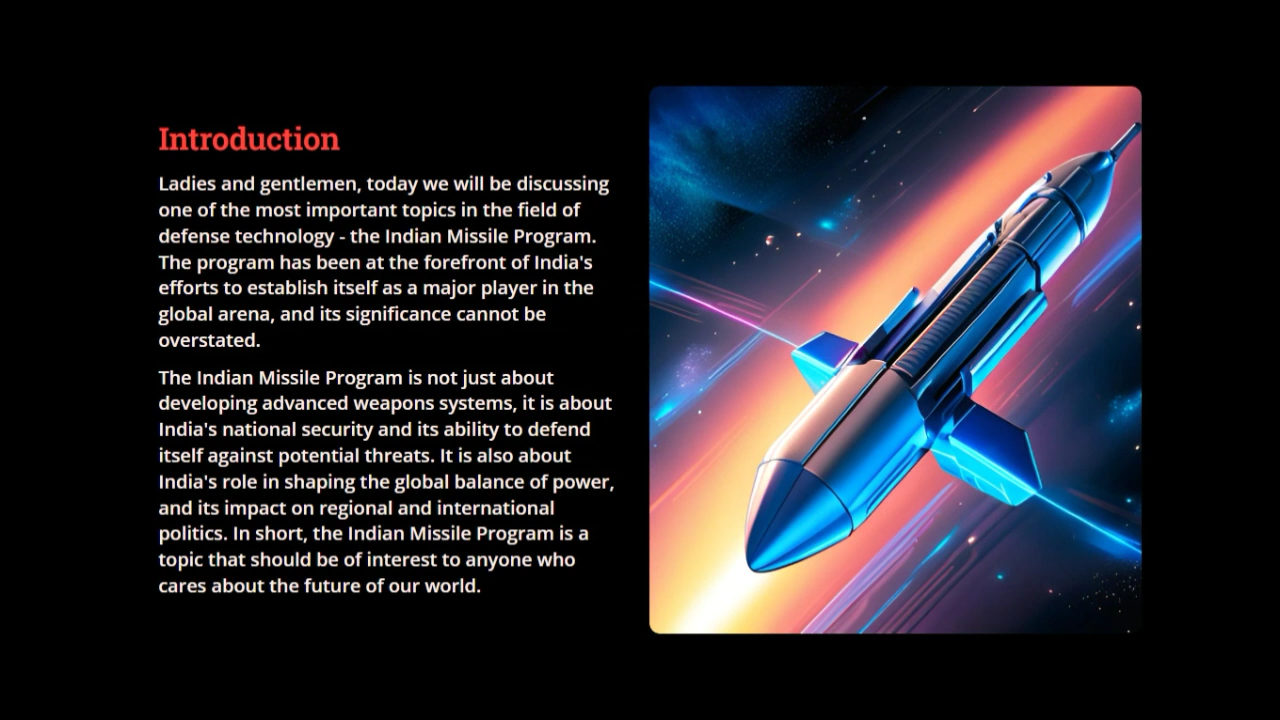 Introduction
Ladies and gentlemen, today we will be discussing
one of the most important topics in the field of
defense technology - the Indian Missile Program.
The program has been at the forefront of India's
efforts to establish itself as a major player in the
global arena, and its significance cannot be
overstated.
The Indian Missile Program is not just about
developing advanced weapons systems, it is about
India's national security and its ability to defend
itself against potential threats. It is also about
India's role in shaping the global balance of power,
and its impact on regional and international
politics. In short, the Indian Missile Program is a
topic that should be of interest to anyone who
cares about the future of our world.